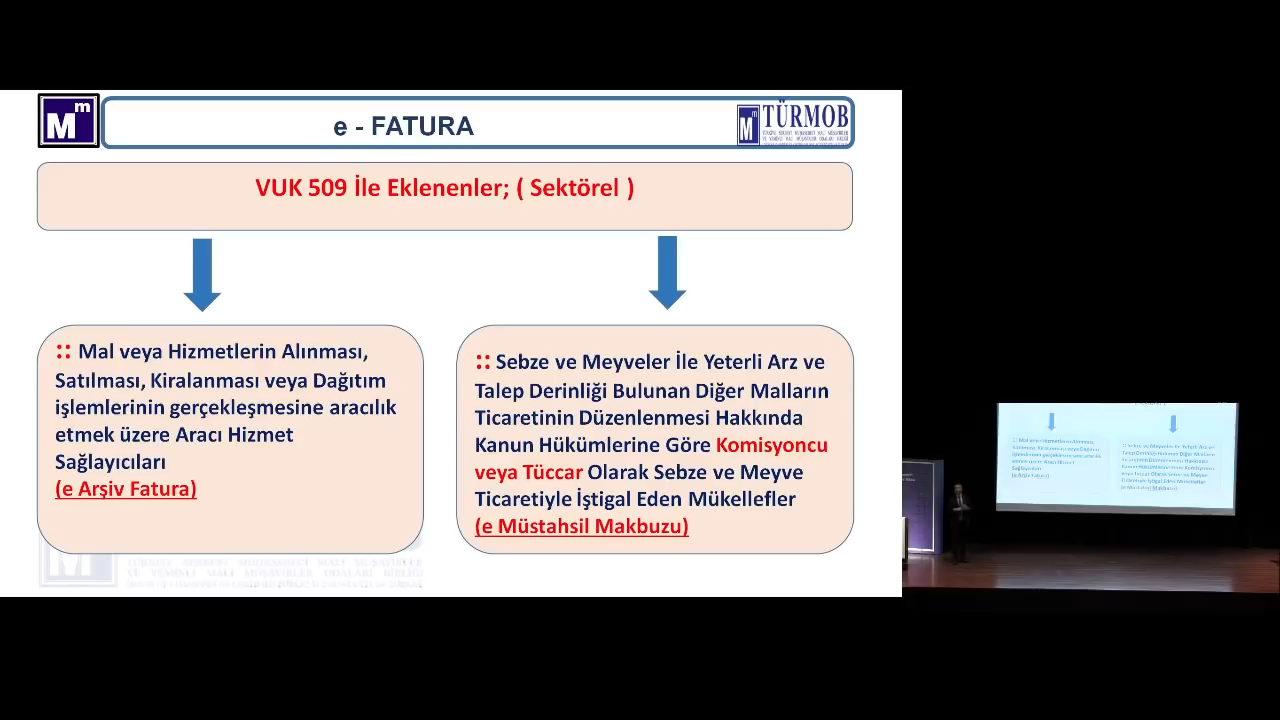 e - FATURA
M
m
TÜRMOB
VUK 509 İle Eklenenler; ( Sektörel )
:: Mal veya Hizmetlerin Alınması,
Satılması, Kiralanması veya Dağıtım
işlemlerinin gerçekleşmesine aracılık
etmek üzere Aracı Hizmet
Sağlayıcıları
(e Arşiv Fatura)
:: Sebze ve Meyveler İle Yeterli Arz ve
Talep Derinliği Bulunan Diğer Malların
Ticaretinin Düzenlenmesi Hakkında
Kanun Hükümlerine Göre Komisyoncu
veya Tüccar Olarak Sebze ve Meyve
Ticaretiyle İştigal Eden Mükellefler
(e Müstahsil Makbuzu)